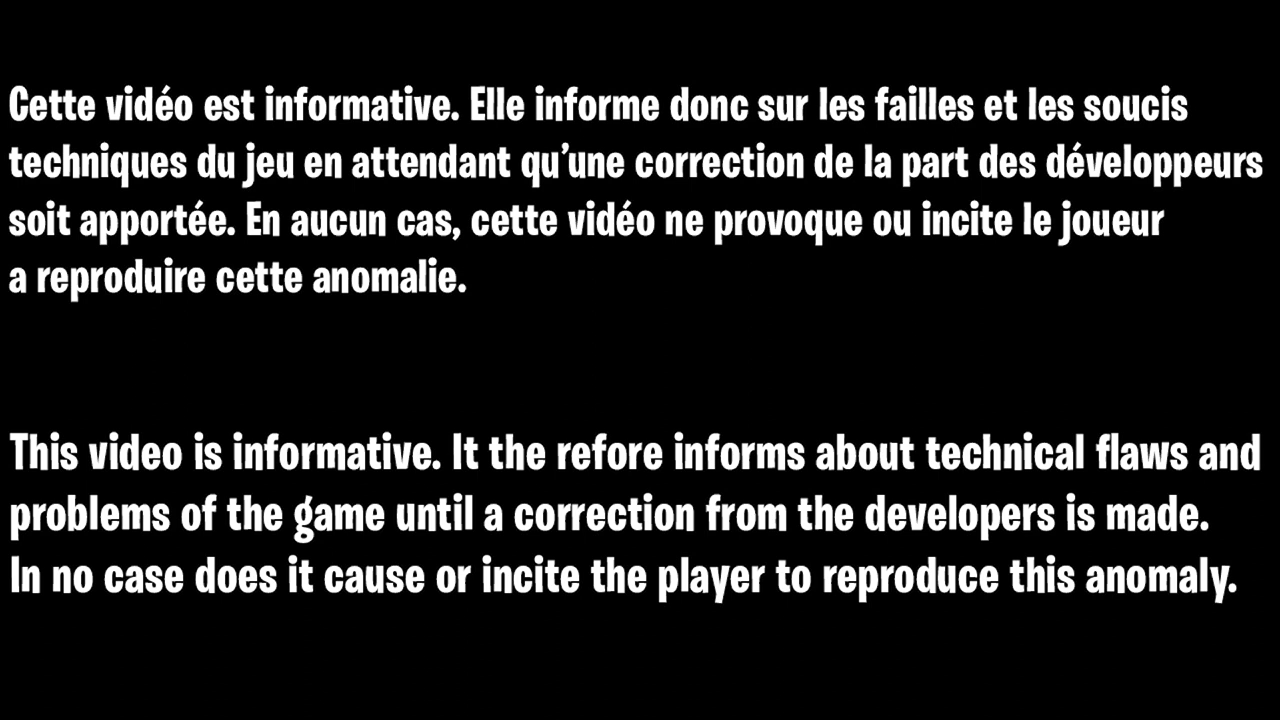 Cette vidéo est informative. Elle informe donc sur les failles et les soucis
techniques du jeu en attendant qu’une correction de la part des développeurs
soit apportée. En aucun cas, cette vidéo ne provoque ou incite le joueur
a reproduire cette anomalie.
This video is informative. It the refore informs about technical flaws and
problems of the game until a correction from the developers is made.
In no case does it cause or incite the player to reproduce this anomaly.